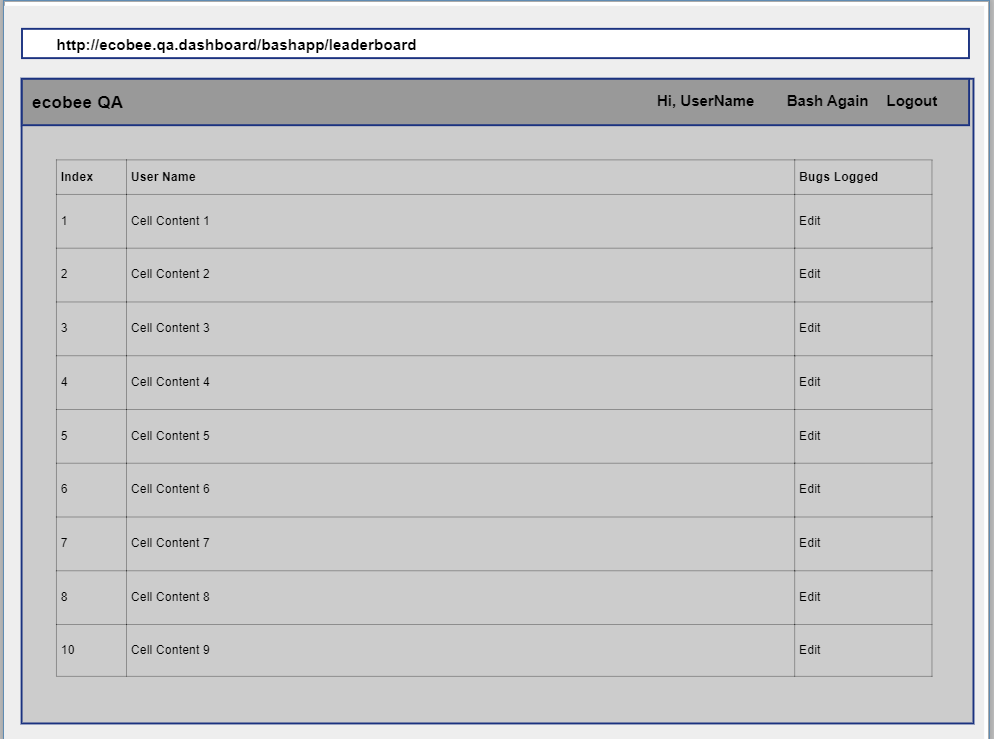 http://ecobee.qa.dashboard/bashapp/leaderboard
ecobee QA Hi, UserName Bash Again Logout
Index User Name Bugs Logged
1 Cell Content 1 Edit
2 Cell Content 2 Edit
3 Cell Content 3 Edit
4 Cell Content 4 Edit
5 Cell Content 5 Edit
6 Cell Content 6 Edit
7 Cell Content 7 Edit
8 Cell Content 8 Edit
10 Cell Content 9 Edit